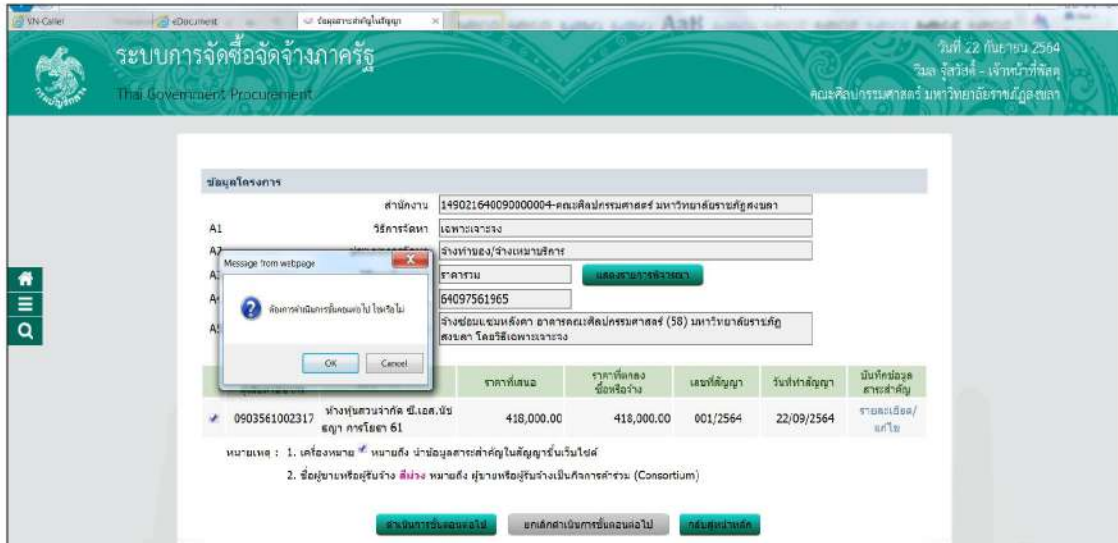 VN-Caller eDocument ข้อมูลสาระสำคัญในสัญญา
ระบบการจัดซื้อจัดจ้างภาครัฐ
Thai Government Procurement
วันที่ 22 กันยายน 2564
วิมล - เจ้าหน้าที่พัสดุ
คณะศิลปกรรมศาสตร์ มหาวิทยาลัยราชภัฏสงขลา
ข้อมูลโครงการ
สำนักงาน 149021640090000004-คณะศิลปกรรมศาสตร์ มหาวิทยาลัยราชภัฏสงขลา
A1 วิธีการจัดหา เฉพาะเจาะจง
จ้างทำของ/จ้างเหมาบริการ
Message from webpage
ราคารวม แสดงรายการพิจารณา
64097561965
ต้องการดำเนินการขั้นตอนต่อไป ใช่หรือไม่
จ้างซ่อมแซมหลังคา อาคารคณะศิลปกรรมศาสตร์ (58) มหาวิทยาลัยราชภัฏ
สงขลา โดยวิธีเฉพาะเจาะจง
OK Cancel
ราคาที่เสนอ ราคาที่ตกลง เลขที่สัญญา วันที่ทำสัญญา บันทึกข้อมูล
ซื้อหรือจ้าง สาระสำคัญ
0903561002317 ห้างหุ้นส่วนจำกัด ซี.เอส.นัช 418,000.00 418,000.00 001/2564 22/09/2564 รายละเอียด/
ธญา การโยธา 61 แก้ไข
หมายเหตุ : 1. เครื่องหมาย หมายถึง นำข้อมูลสาระสำคัญในสัญญาขึ้นเว็บไซต์
2. ชื่อผู้ขายหรือผู้รับจ้าง สีม่วง หมายถึง ผู้ขายหรือผู้รับจ้างเป็นกิจการค้าร่วม (Consortium)
ดำเนินการขั้นตอนต่อไป ยกเลิกดำเนินการขั้นตอนต่อไป กลับสู่หน้าหลัก